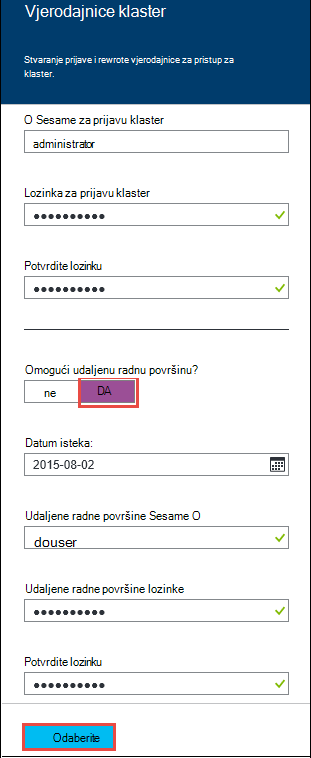 Vjerodajnice klaster
Stvaranje prijave i rewrote vjerodajnice za pristup za
klaster.
O Sesame za prijavu klaster
administrator
Lozinka za prijavu klaster
●●●●●●●●●●
Potvrdite lozinku
●●●●●●●●●●
Omogući udaljenu radnu površinu?
ne DA
Datum isteka:
2015-08-02
Udaljene radne površine Sesame O
douser
Udaljene radne površine lozinke
●●●●●●●●●●
Potvrdite lozinku
●●●●●●●●●●
Odaberite